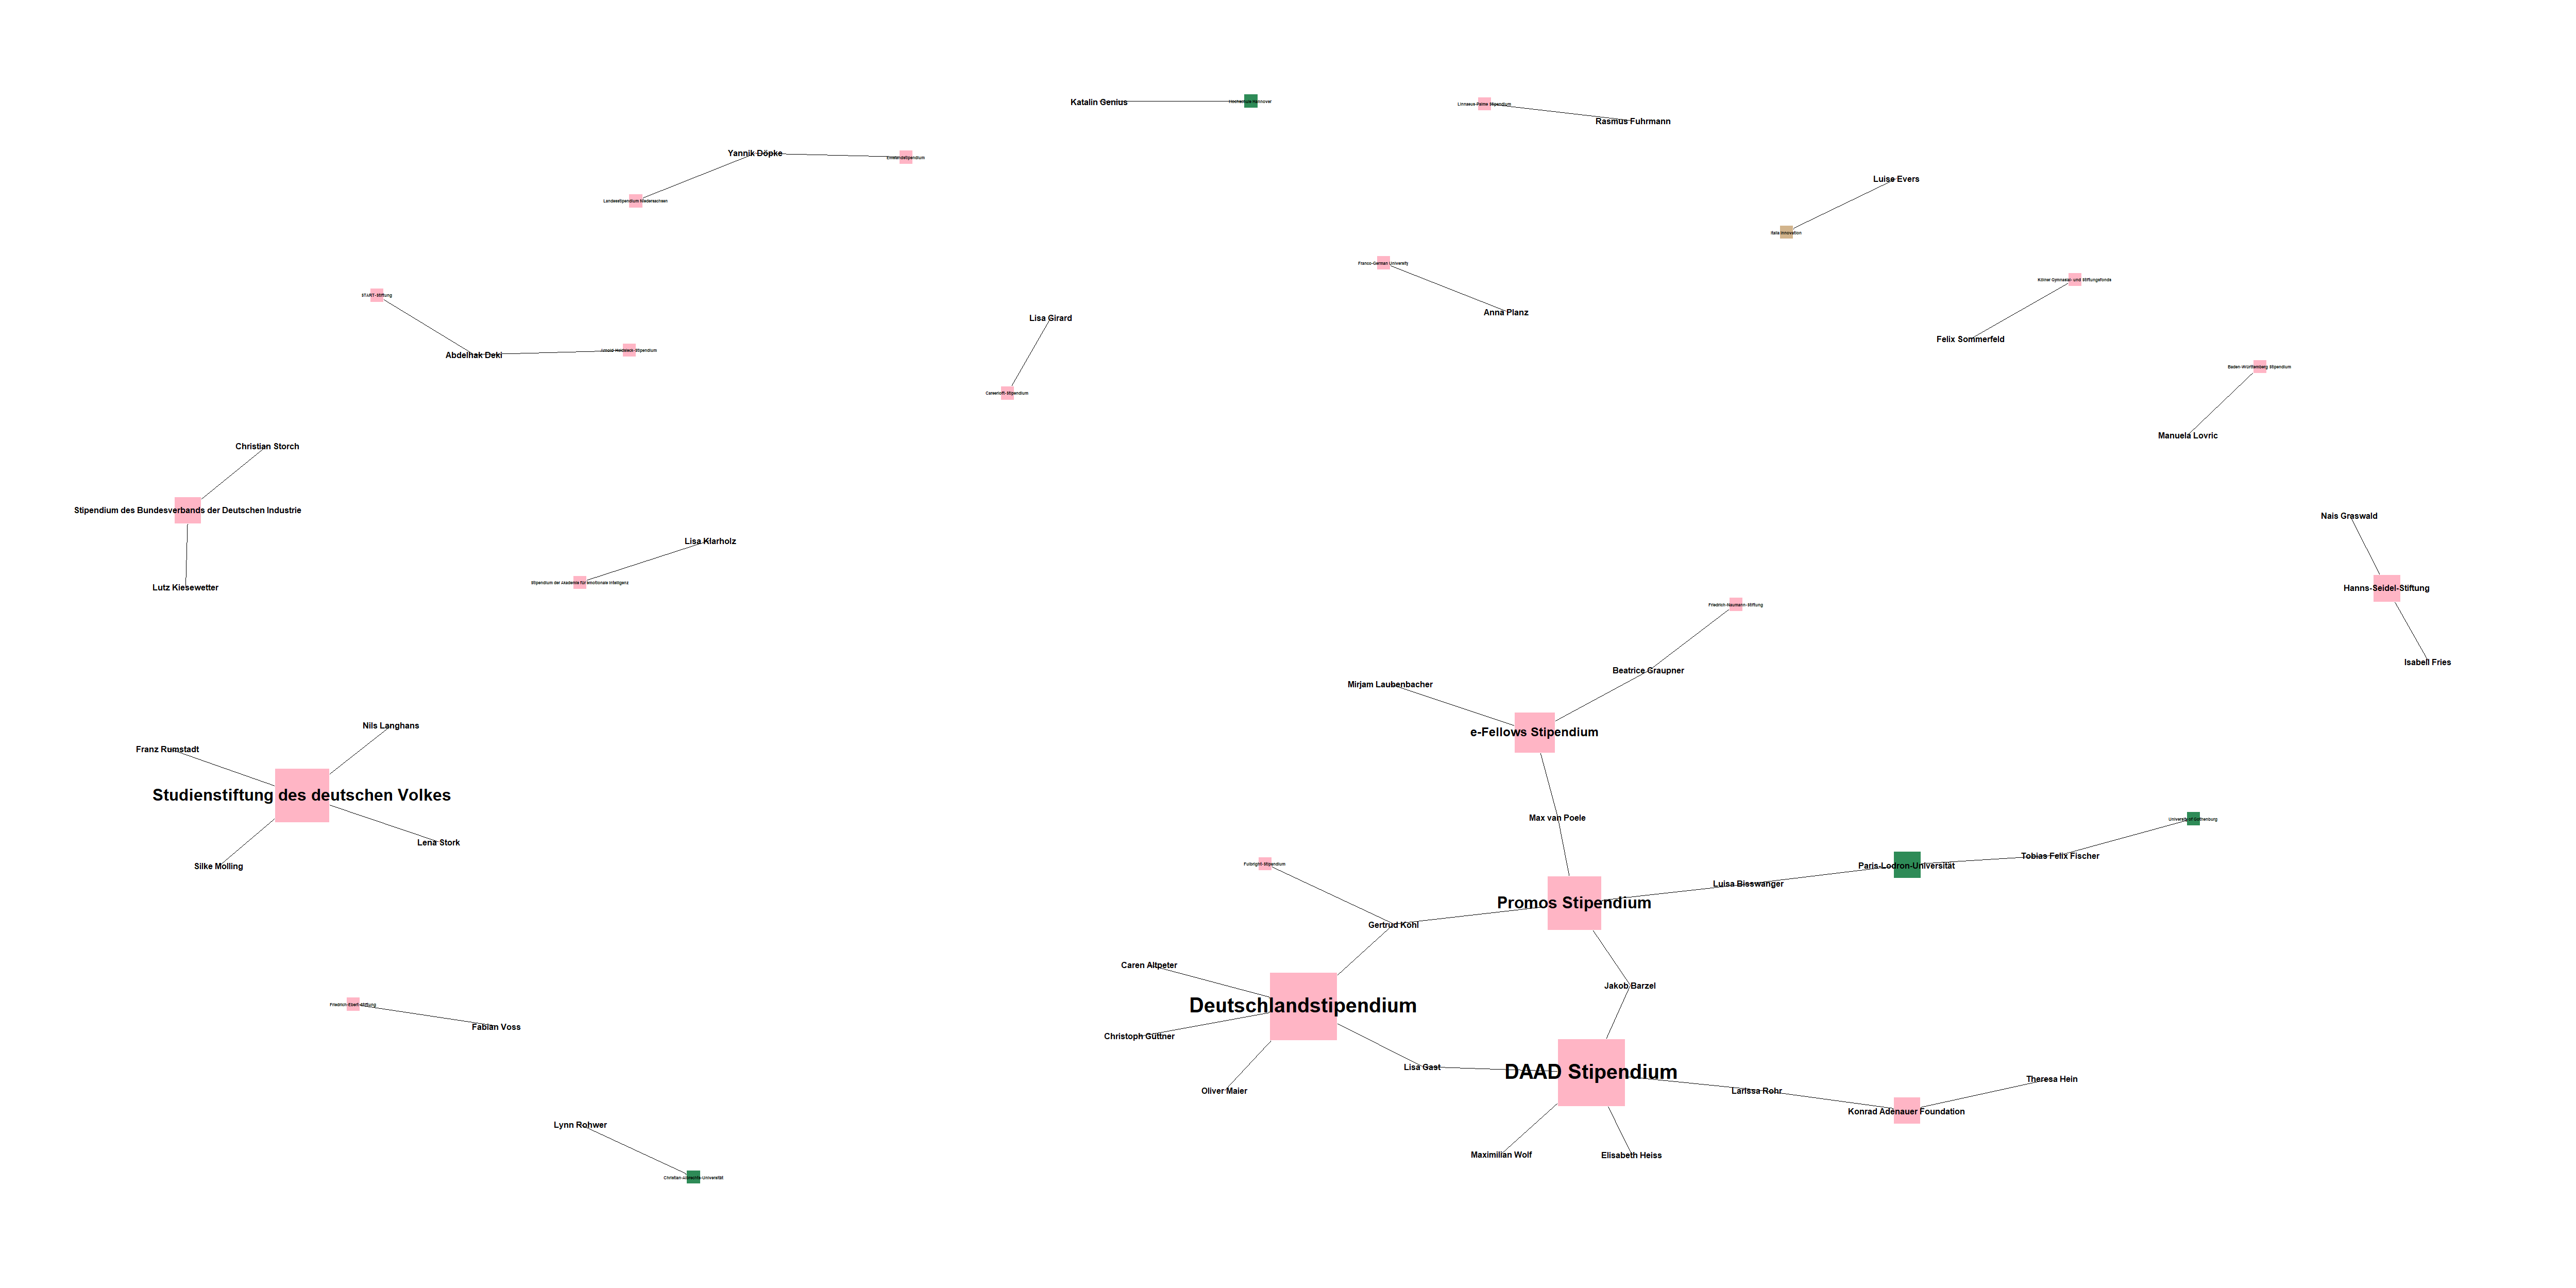 Katalin Genius
Hochschule Hannover
Linnaeus-Palme Stipendium
Rasmus Fuhrmann
Yannik Döpke
Landesstipendium Niedersachsen
Luise Evers
Italia Innovation
Franco-German University
Anna Planz
Kölner Gymnasial- und Stiftungsfonds
Felix Sommerfeld
START-Stiftung
Abdelhak Deki
Lisa Girard
Careerloft-Stipendium
Baden-Württemberg Stipendium
Manuela Lovric
Christian Storch
Stipendium des Bundesverbands der Deutschen Industrie
Lutz Kiesewetter
Lisa Klarholz
Stipendium der Akademie für emotionale Intelligenz
Nais Graswald
Hanns-Seidel-Stiftung
Isabell Fries
Friedrich-Naumann-Stiftung
Beatrice Graupner
Mirjam Laubenbacher
e-Fellows Stipendium
Nils Langhans
Franz Rumstadt
Studienstiftung des deutschen Volkes
Lena Stork
Silke Molling
Max van Poele
University of Gothenburg
Tobias Felix Fischer
Paris-Lodron-Universität
Luisa Bisswanger
Fulbright-Stipendium
Promos Stipendium
Gertrud Kohl
Caren Altpeter
Deutschlandstipendium
Christoph Güttner
Oliver Maier
Jakob Barzel
Lisa Gast
DAAD Stipendium
Larissa Rohr
Theresa Hein
Konrad Adenauer Foundation
Maximilian Wolf
Elisabeth Heiss
Friedrich-Ebert-Stiftung
Fabian Voss
Lynn Rohwer
Christian-Albrechts-Universität